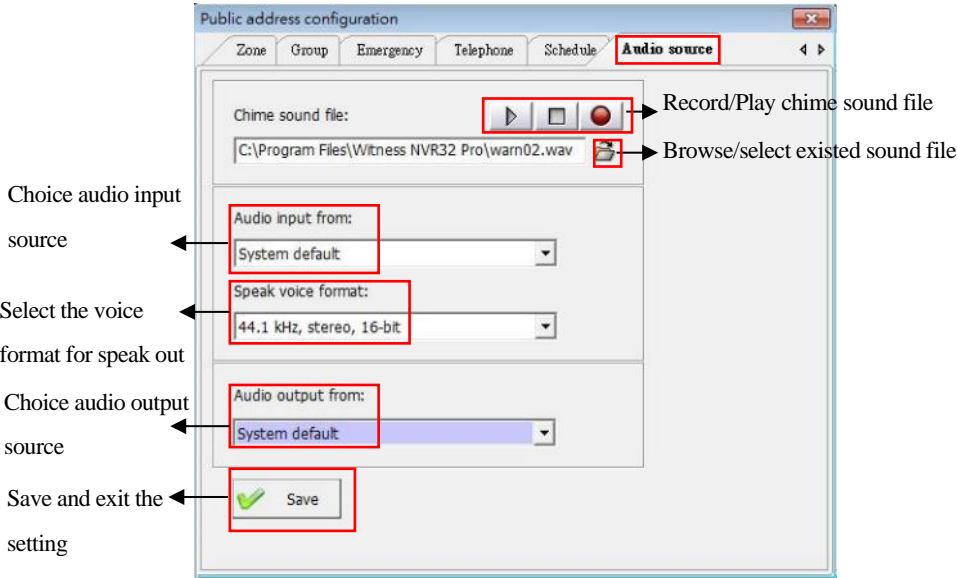 Public address configuration
Zone Group Emergency Telephone Schedule Audio source
Chime sound file:
Record/Play chime sound file
C:\Program Files\Witness NVR32 Pro\warn02.wav
Browse/select existed sound file
Choice audio input
source
Audio input from:
System default
Select the voice
format for speak out
Speak voice format:
44.1 kHz, stereo, 16-bit
Choice audio output
source
Audio output from:
System default
Save and exit the
setting
Save